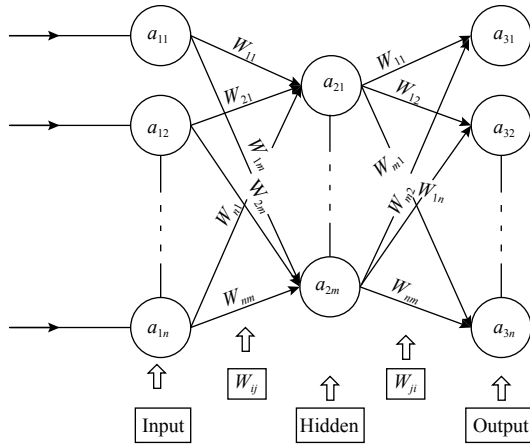 a₁₁
a₁₂
a₁ₙ
W₁₁
W₂₁
W₁ₘ
W₂ₘ
Wₙ₁
Wₙₘ
a₂₁
a₂ₘ
W₁₁
W₁₂
Wₘ₁
Wₘ₂
W₁ₙ
Wₙₘ
a₃₁
a₃₂
a₃ₙ
Wᵢⱼ
Wⱼᵢ
Input
Hidden
Output